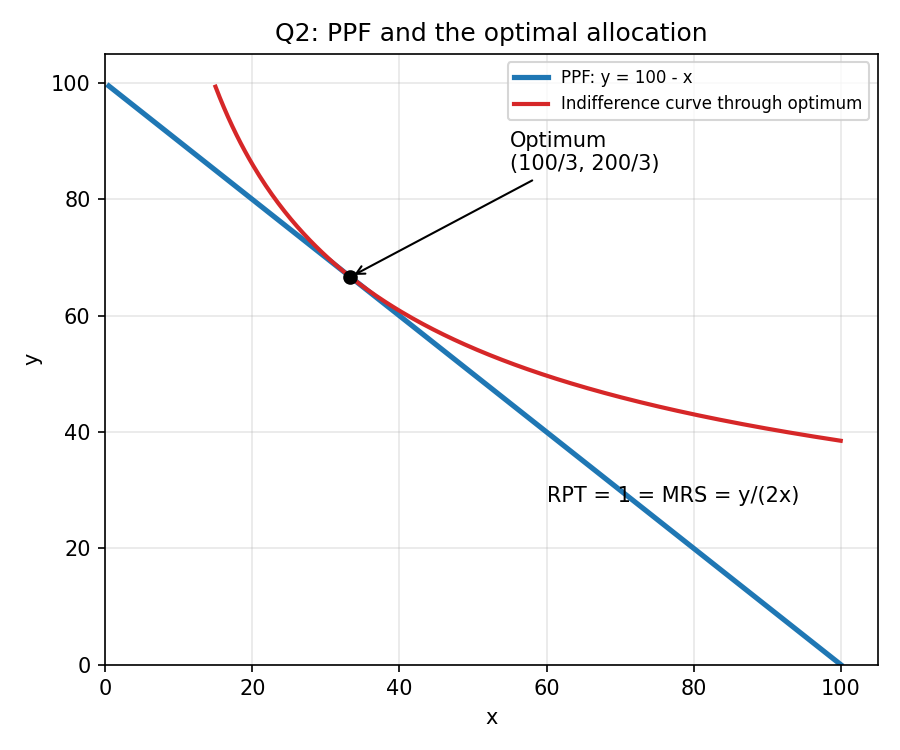 Q2: PPF and the optimal allocation
PPF: y = 100 - x
Indifference curve through optimum
Optimum
(100/3, 200/3)
RPT = 1 = MRS = y/(2x)
y
100
80
60
40
20
0
0 20 40 60 80 100
x